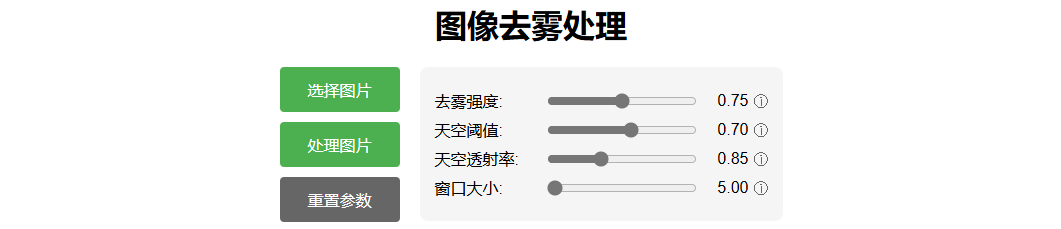 图像去雾处理
选择图片
处理图片
重置参数
去雾强度: 0.75 ⓘ
天空阈值: 0.70 ⓘ
天空透射率: 0.85 ⓘ
窗口大小: 5.00 ⓘ